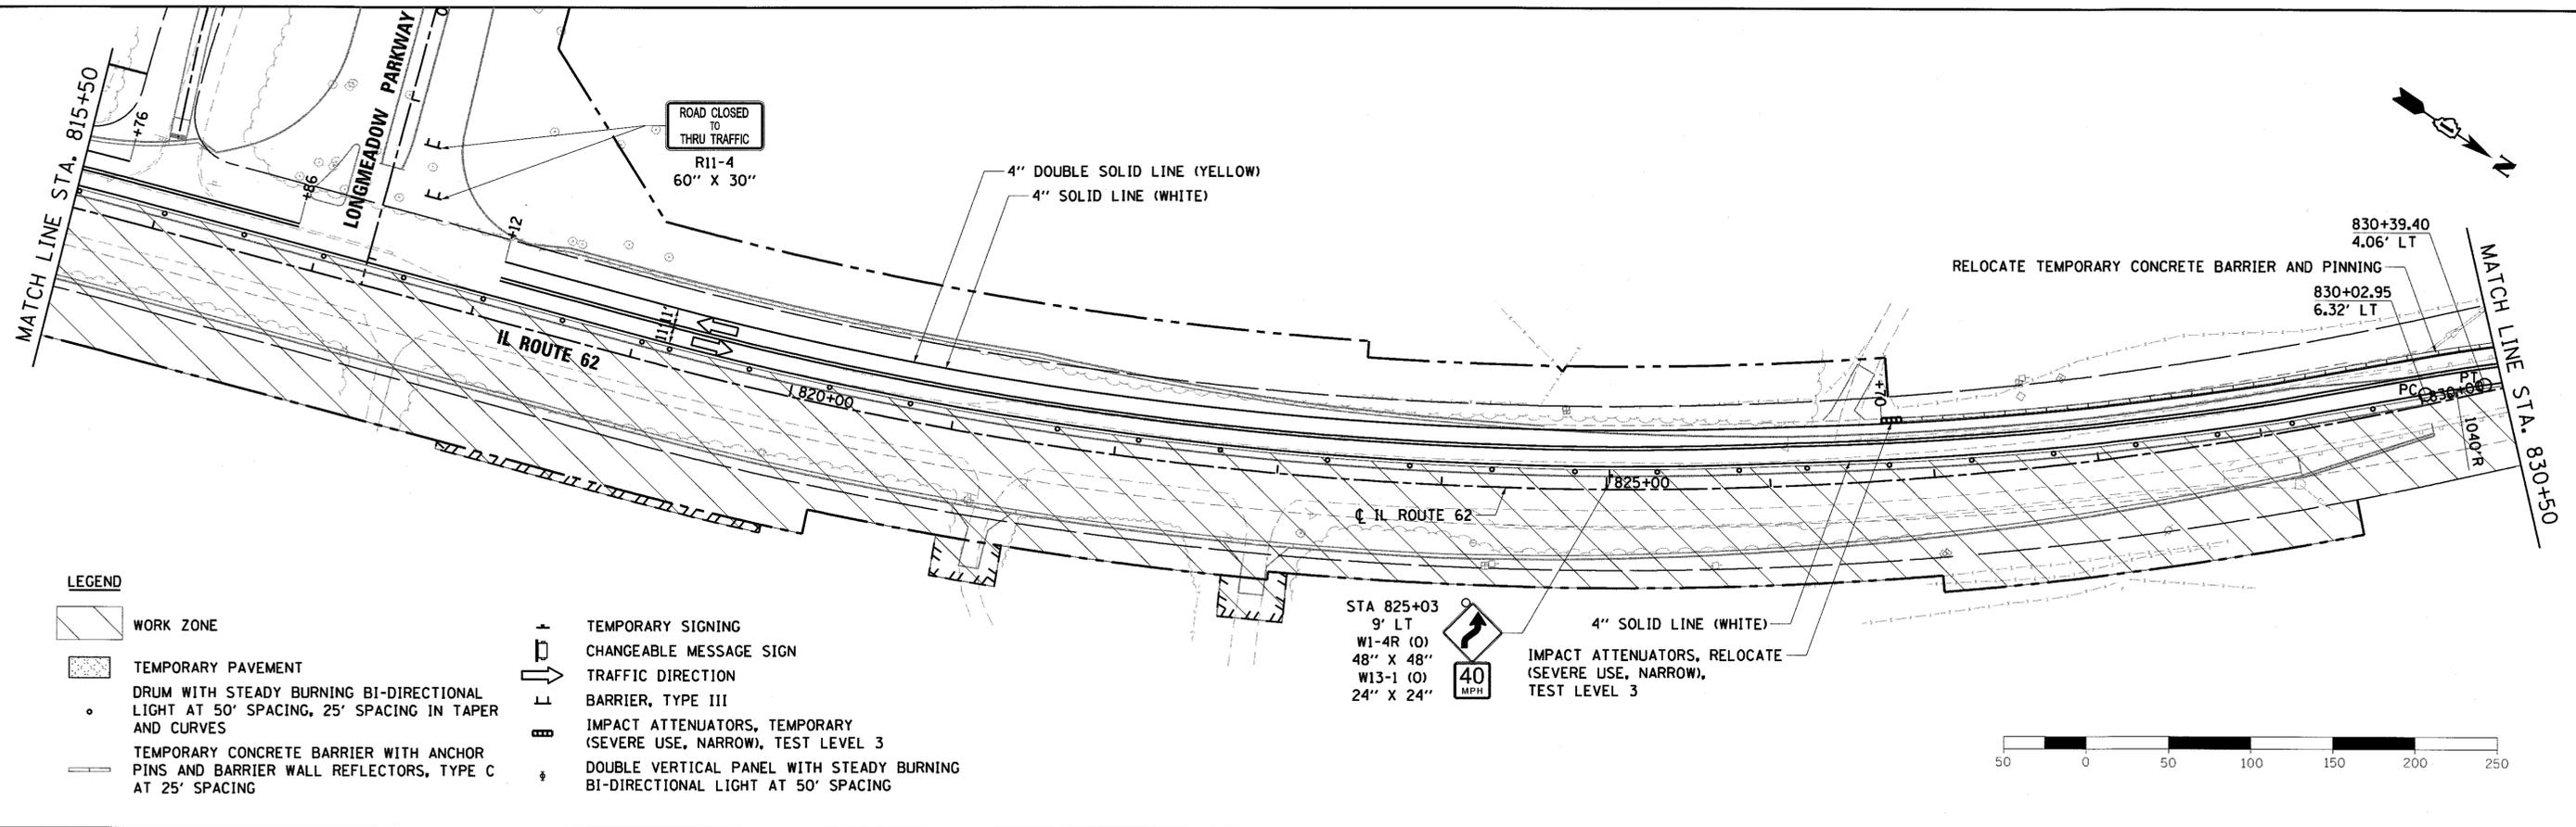 MATCH LINE STA. 815+50
+76
+86
LONGMEADOW PARKWAY
ROAD CLOSED
TO
THRU TRAFFIC
R11-4
60" X 30"
+12
4" DOUBLE SOLID LINE (YELLOW)
4" SOLID LINE (WHITE)
11'
11'
IL ROUTE 62
820+00
℄ IL ROUTE 62
825+00
+70
N
830+39.40
4.06' LT
RELOCATE TEMPORARY CONCRETE BARRIER AND PINNING
830+02.95
6.32' LT
PC
PT
830+00
1040'R
MATCH LINE STA. 830+50
STA 825+03
9' LT
W1-4R (O)
48" X 48"
W13-1 (O)
24" X 24"
40
MPH
4" SOLID LINE (WHITE)
IMPACT ATTENUATORS, RELOCATE
(SEVERE USE, NARROW),
TEST LEVEL 3
LEGEND
WORK ZONE
TEMPORARY PAVEMENT
DRUM WITH STEADY BURNING BI-DIRECTIONAL
LIGHT AT 50' SPACING, 25' SPACING IN TAPER
AND CURVES
TEMPORARY CONCRETE BARRIER WITH ANCHOR
PINS AND BARRIER WALL REFLECTORS, TYPE C
AT 25' SPACING
TEMPORARY SIGNING
CHANGEABLE MESSAGE SIGN
TRAFFIC DIRECTION
BARRIER, TYPE III
IMPACT ATTENUATORS, TEMPORARY
(SEVERE USE, NARROW), TEST LEVEL 3
DOUBLE VERTICAL PANEL WITH STEADY BURNING
BI-DIRECTIONAL LIGHT AT 50' SPACING
50 0 50 100 150 200 250